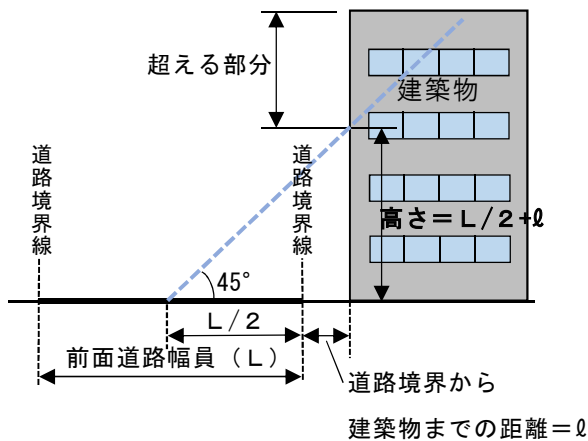 超える部分
建築物
道路境界線
道路境界線
高さ＝Ｌ/２+ℓ
45°
Ｌ/２
前面道路幅員（Ｌ）
道路境界から
建築物までの距離＝ℓ